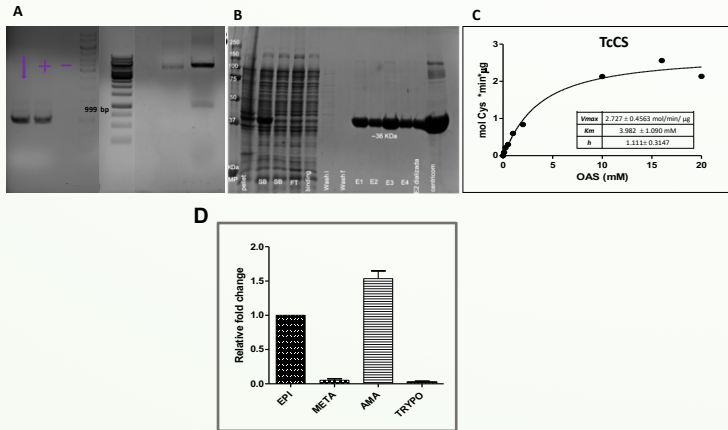 A
+ −
999 bp
B
250
150
100
75
50
37
~36 KDa
KDa
MP
pellet
SB
SB
FT
binding
Wash i
Wash f
E1
E2
E3
E4
E2 dializada
C
TcCS
mol Cys *min*µg
3
2
1
0
0 5 10 15 20
OAS (mM)
Vmax 2.727 ± 0.4563 mol/min/ µg
Km 3.982 ± 1.090 mM
h 1.111± 0.3147
D
Relative fold change
2.0
1.5
1.0
0.5
0.0
EPI
META
AMA
TRYPO